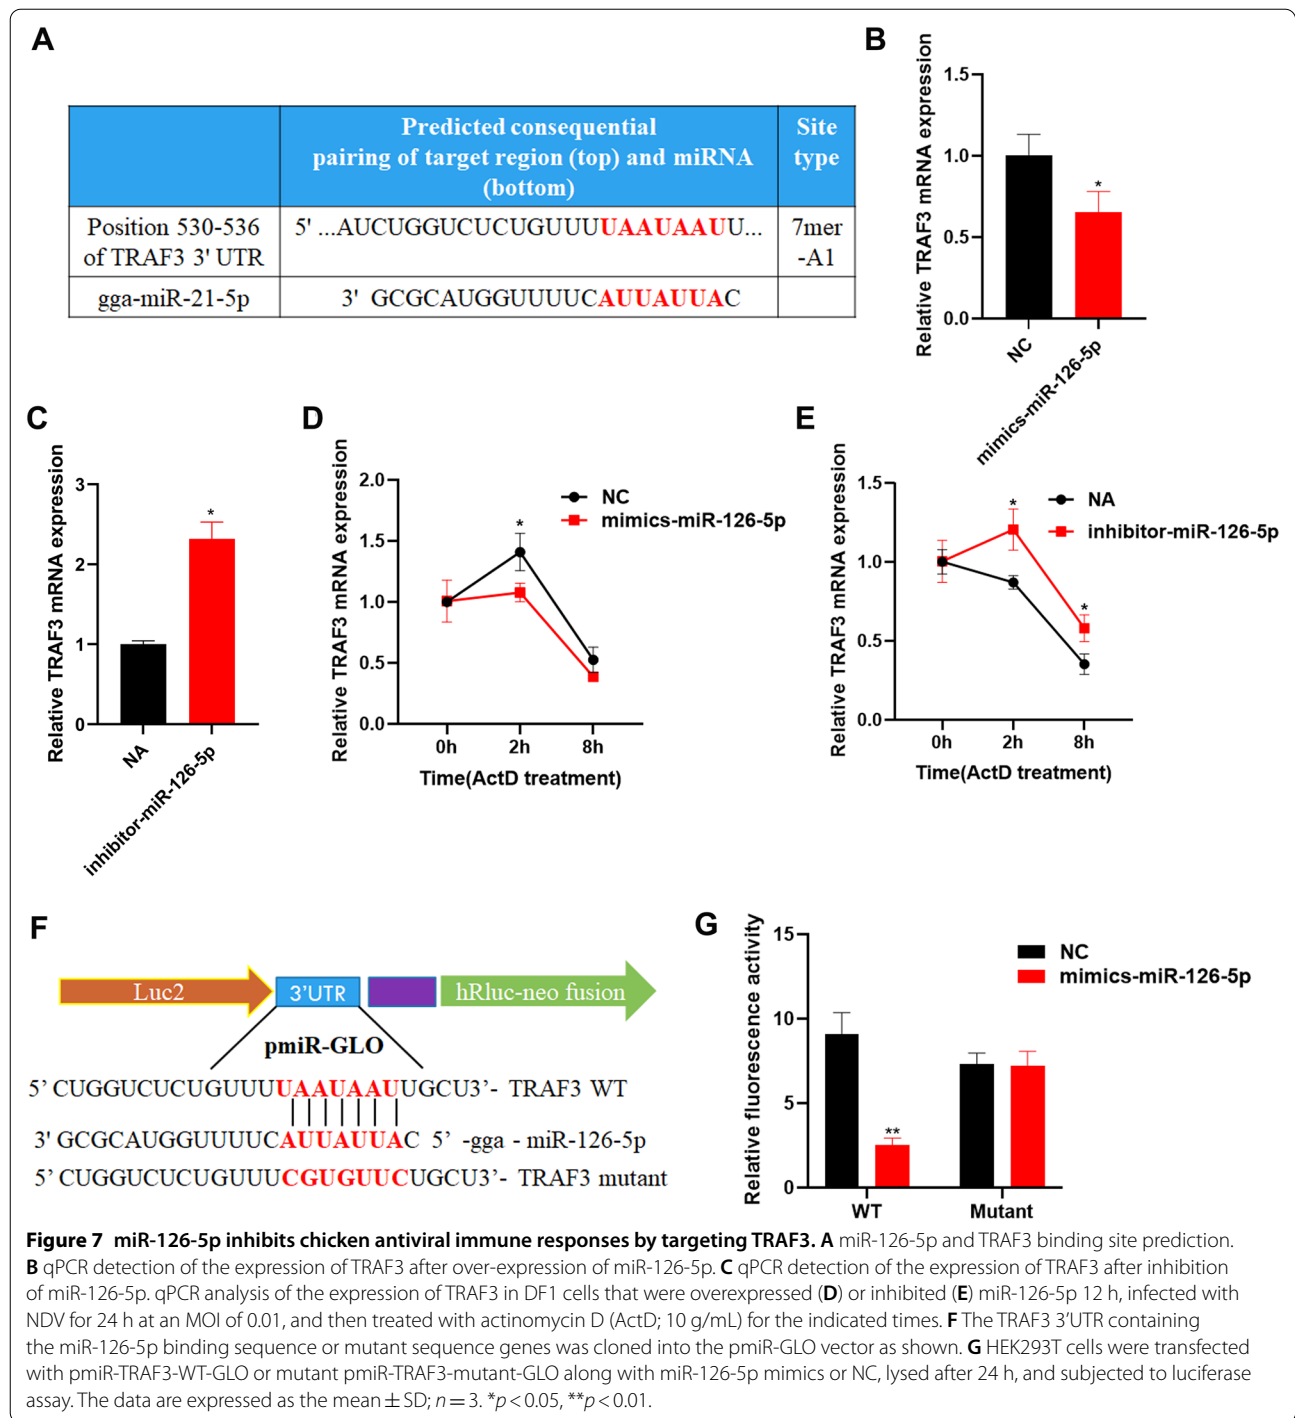 A
Predicted consequential
pairing of target region (top) and miRNA
(bottom)
Site
type
Position 530-536
of TRAF3 3' UTR
5' ...AUCUGGUCUCUGUUUUAAUAAUU...
7mer
-A1
gga-miR-21-5p
3' GCGCAUGGUUUUCAUUAUUAC
B
Relative TRAF3 mRNA expression
1.5
1.0
0.5
0.0
*
NC
mimics-miR-126-5p
C
Relative TRAF3 mRNA expression
3
2
1
0
*
NA
inhibitor-miR-126-5p
D
Relative TRAF3 mRNA expression
2.0
1.5
1.0
0.5
0.0
*
NC
mimics-miR-126-5p
0h 2h 8h
Time(ActD treatment)
E
Relative TRAF3 mRNA expression
1.5
1.0
0.5
0.0
*
*
NA
inhibitor-miR-126-5p
0h 2h 8h
Time(ActD treatment)
F
Luc2
3'UTR
hRluc-neo fusion
pmiR-GLO
5’ CUGGUCUCUGUUUUAAUAAUUGCU3’- TRAF3 WT
3' GCGCAUGGUUUUCAUUAUUAC 5’ -gga - miR-126-5p
5’ CUGGUCUCUGUUUCGUGUUCUGCU3’- TRAF3 mutant
G
Relative fluorescence activity
15
10
5
0
**
NC
mimics-miR-126-5p
WT Mutant
Figure 7 miR-126-5p inhibits chicken antiviral immune responses by targeting TRAF3. A miR-126-5p and TRAF3 binding site prediction.
B qPCR detection of the expression of TRAF3 after over-expression of miR-126-5p. C qPCR detection of the expression of TRAF3 after inhibition
of miR-126-5p. qPCR analysis of the expression of TRAF3 in DF1 cells that were overexpressed (D) or inhibited (E) miR-126-5p 12 h, infected with
NDV for 24 h at an MOI of 0.01, and then treated with actinomycin D (ActD; 10 g/mL) for the indicated times. F The TRAF3 3’UTR containing
the miR-126-5p binding sequence or mutant sequence genes was cloned into the pmiR-GLO vector as shown. G HEK293T cells were transfected
with pmiR-TRAF3-WT-GLO or mutant pmiR-TRAF3-mutant-GLO along with miR-126-5p mimics or NC, lysed after 24 h, and subjected to luciferase
assay. The data are expressed as the mean ± SD; n = 3. *p < 0.05, **p < 0.01.